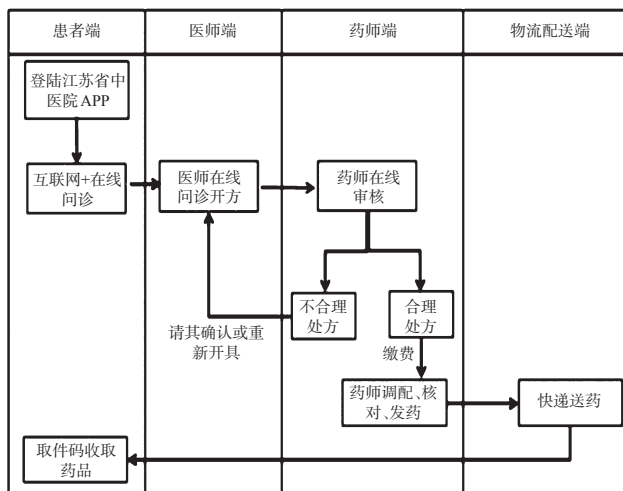 患者端
医师端
药师端
物流配送端
登陆江苏省中
医院 APP
互联网+在线
问诊
医师在线
问诊开方
药师在线
审核
不合理
处方
合理
处方
请其确认或重
新开具
缴费
药师调配、核
对、发药
快递送药
取件码收取
药品